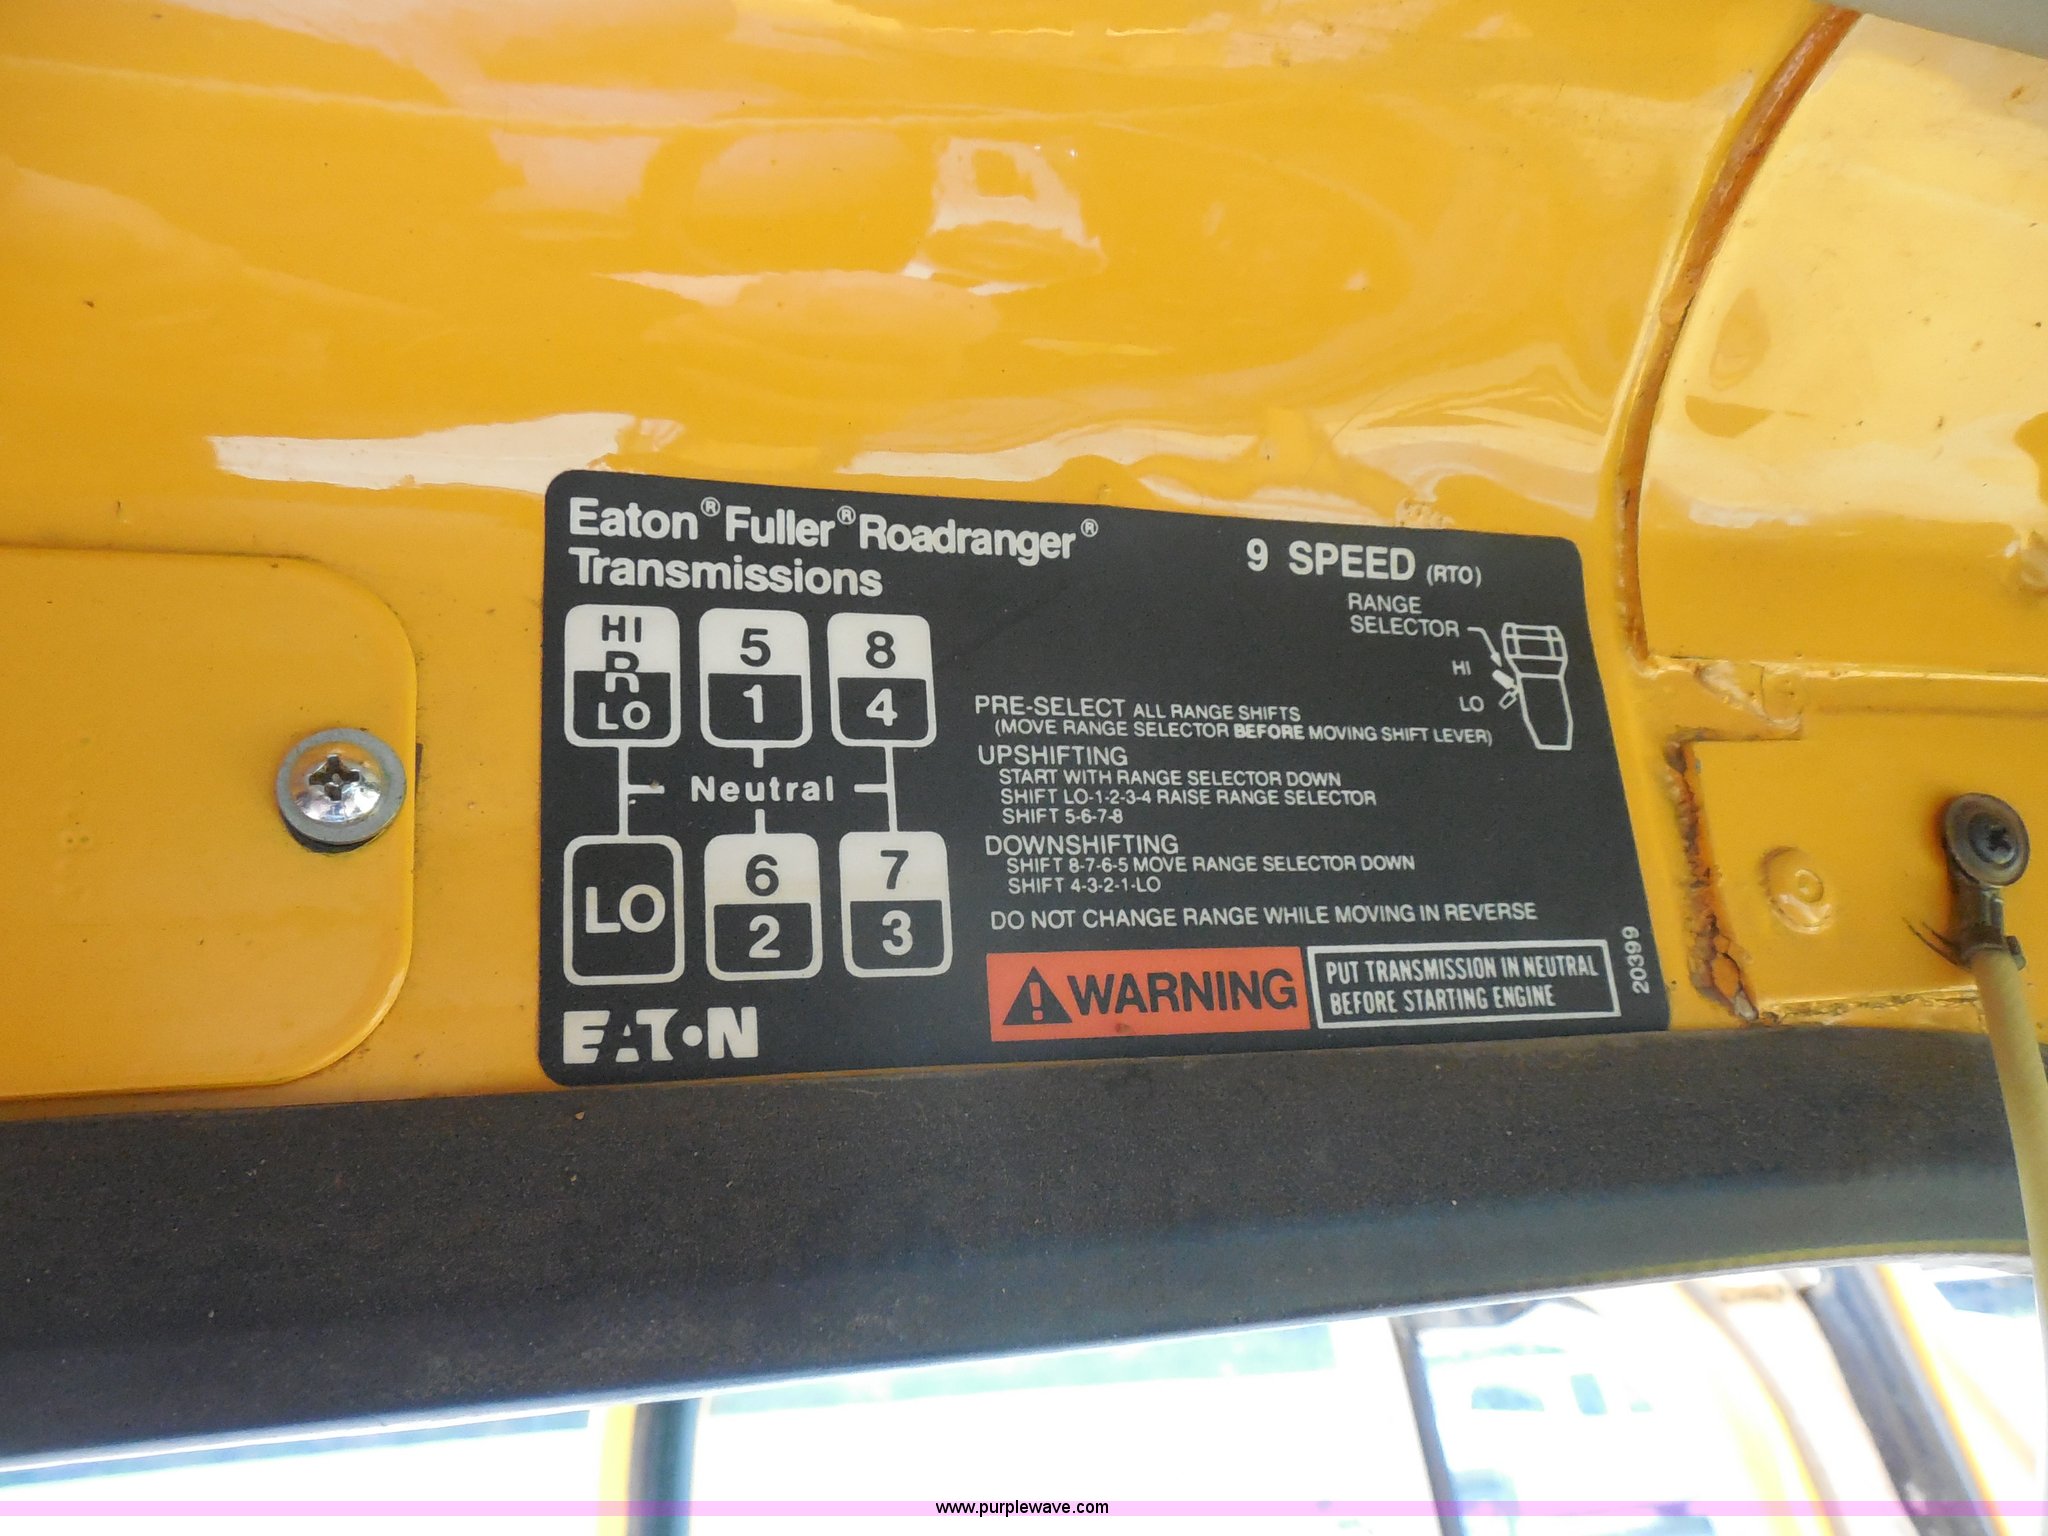 Eaton® Fuller® Roadranger®
Transmissions
9 SPEED (RTO)
RANGE
SELECTOR
HI
LO
HI
R
LO
5
1
8
4
Neutral
LO
6
2
7
3
PRE-SELECT ALL RANGE SHIFTS
(MOVE RANGE SELECTOR BEFORE MOVING SHIFT LEVER)
UPSHIFTING
START WITH RANGE SELECTOR DOWN
SHIFT LO-1-2-3-4 RAISE RANGE SELECTOR
SHIFT 5-6-7-8
DOWNSHIFTING
SHIFT 8-7-6-5 MOVE RANGE SELECTOR DOWN
SHIFT 4-3-2-1-LO
DO NOT CHANGE RANGE WHILE MOVING IN REVERSE
WARNING
PUT TRANSMISSION IN NEUTRAL
BEFORE STARTING ENGINE
20399
EATON
www.purplewave.com